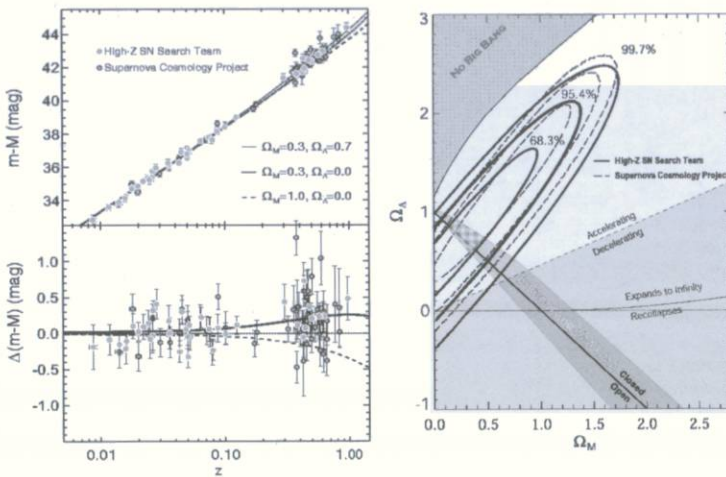 High-Z SN Search Team
Supernova Cosmology Project
m-M (mag)
44
42
40
38
36
34
Ω_M=0.3, Ω_Λ=0.7
Ω_M=0.3, Ω_Λ=0.0
Ω_M=1.0, Ω_Λ=0.0
Δ(m-M) (mag)
1.0
0.5
0.0
-0.5
-1.0
0.01
0.10
1.00
z
3
2
1
0
-1
Ω_Λ
No Big Bang
99.7%
95.4%
68.3%
High-Z SN Search Team
Supernova Cosmology Project
Accelerating
Decelerating
Expands to Infinity
Recollapses
Closed
Open
0.0
0.5
1.0
1.5
2.0
2.5
Ω_M